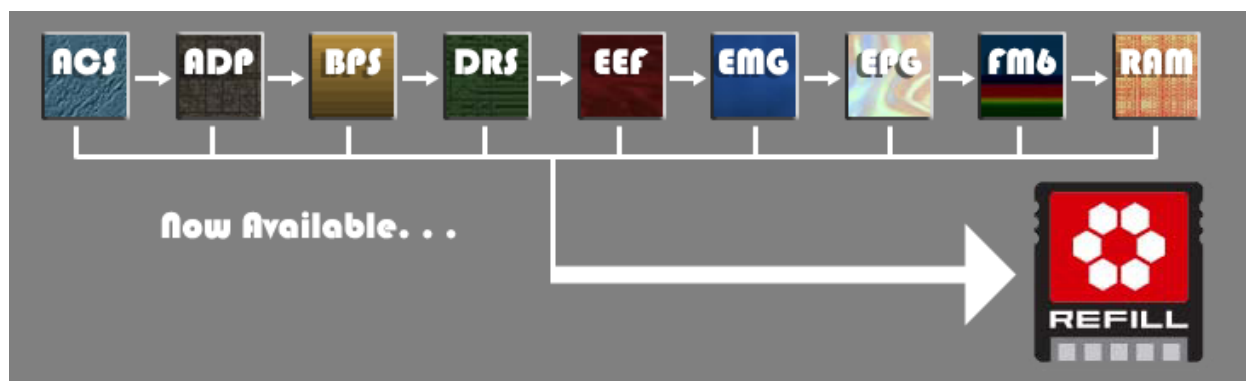 ACS ADP BPS DRS EEF EMG EPG FM6 RAM
Now Available. . .
REFILL